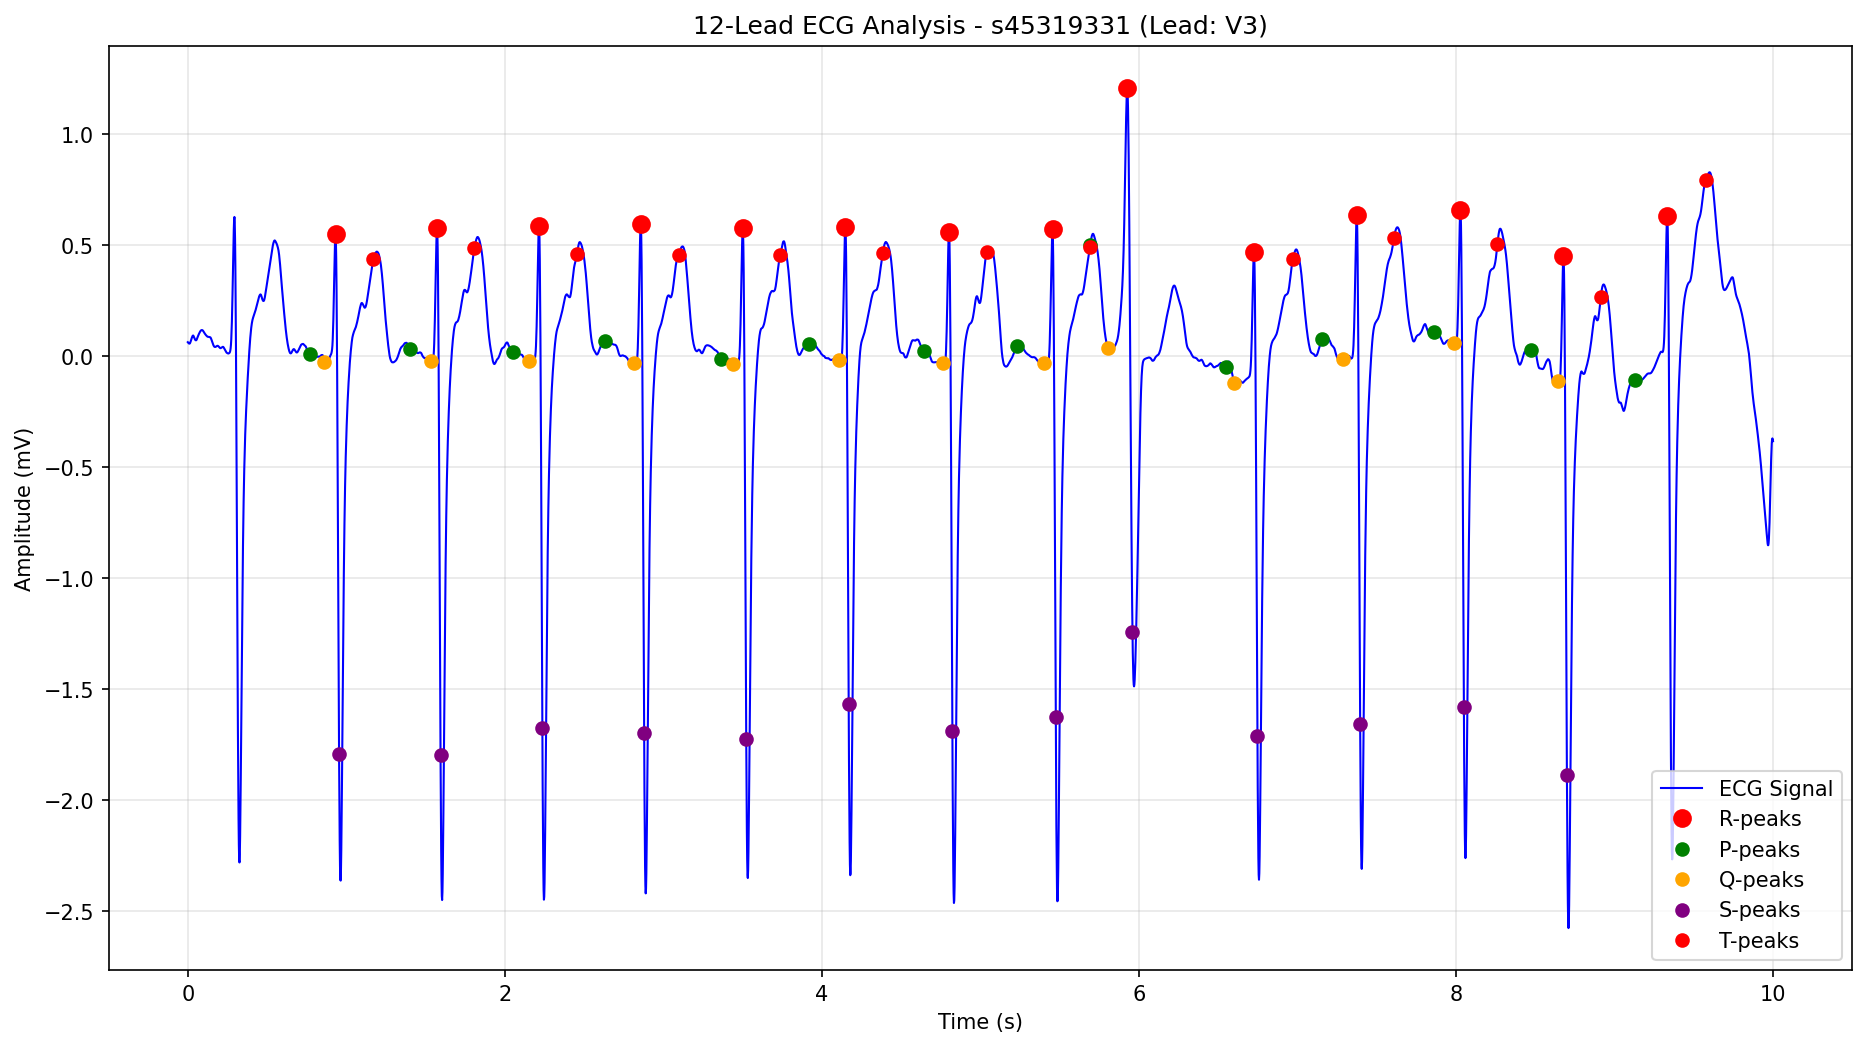 12-Lead ECG Analysis - s45319331 (Lead: V3)
1.0
0.5
0.0
−0.5
−1.0
−1.5
−2.0
−2.5
Amplitude (mV)
ECG Signal
R-peaks
P-peaks
Q-peaks
S-peaks
T-peaks
0 2 4 6 8 10
Time (s)